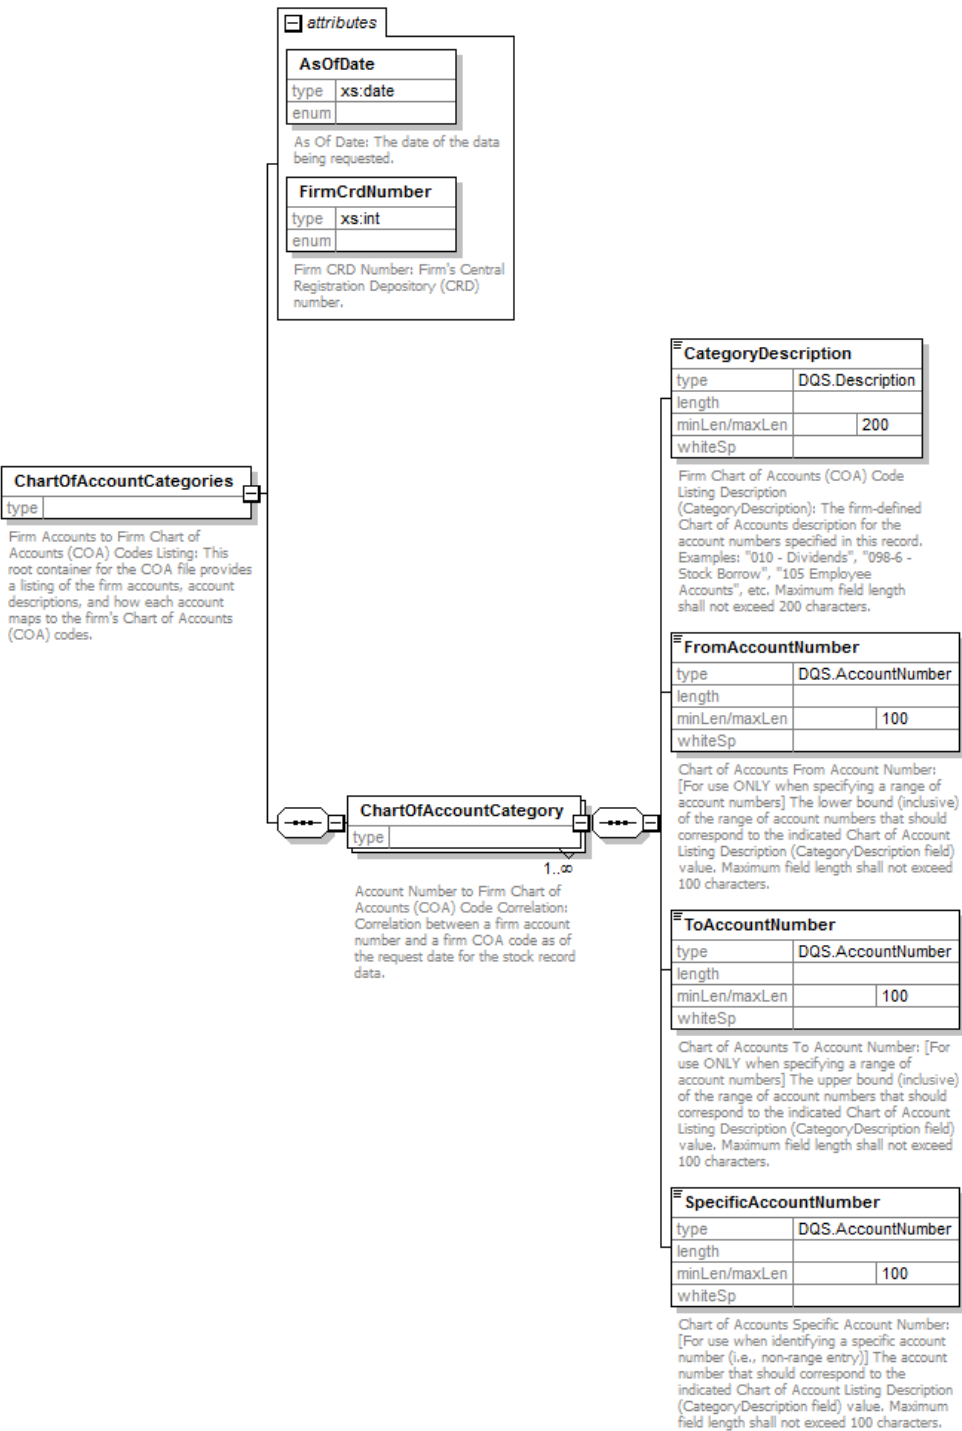 attributes
AsOfDate
type xs:date
enum
As Of Date: The date of the data
being requested.
FirmCrdNumber
type xs:int
enum
Firm CRD Number: Firm's Central
Registration Depository (CRD)
number.
ChartOfAccountCategories
type
Firm Accounts to Firm Chart of
Accounts (COA) Codes Listing: This
root container for the COA file provides
a listing of the firm accounts, account
descriptions, and how each account
maps to the firm's Chart of Accounts
(COA) codes.
ChartOfAccountCategory
type
1..∞
Account Number to Firm Chart of
Accounts (COA) Code Correlation:
Correlation between a firm account
number and a firm COA code as of
the request date for the stock record
data.
CategoryDescription
type DQS.Description
length
minLen/maxLen 200
whiteSp
Firm Chart of Accounts (COA) Code
Listing Description
(CategoryDescription): The firm-defined
Chart of Accounts description for the
account numbers specified in this record.
Examples: "010 - Dividends", "098-6 -
Stock Borrow", "105 Employee
Accounts", etc. Maximum field length
shall not exceed 200 characters.
FromAccountNumber
type DQS.AccountNumber
length
minLen/maxLen 100
whiteSp
Chart of Accounts From Account Number:
[For use ONLY when specifying a range of
account numbers] The lower bound (inclusive)
of the range of account numbers that should
correspond to the indicated Chart of Account
Listing Description (CategoryDescription field)
value. Maximum field length shall not exceed
100 characters.
ToAccountNumber
type DQS.AccountNumber
length
minLen/maxLen 100
whiteSp
Chart of Accounts To Account Number: [For
use ONLY when specifying a range of
account numbers] The upper bound (inclusive)
of the range of account numbers that should
correspond to the indicated Chart of Account
Listing Description (CategoryDescription field)
value. Maximum field length shall not exceed
100 characters.
SpecificAccountNumber
type DQS.AccountNumber
length
minLen/maxLen 100
whiteSp
Chart of Accounts Specific Account Number:
[For use when identifying a specific account
number (i.e., non-range entry)] The account
number that should correspond to the
indicated Chart of Account Listing Description
(CategoryDescription field) value. Maximum
field length shall not exceed 100 characters.